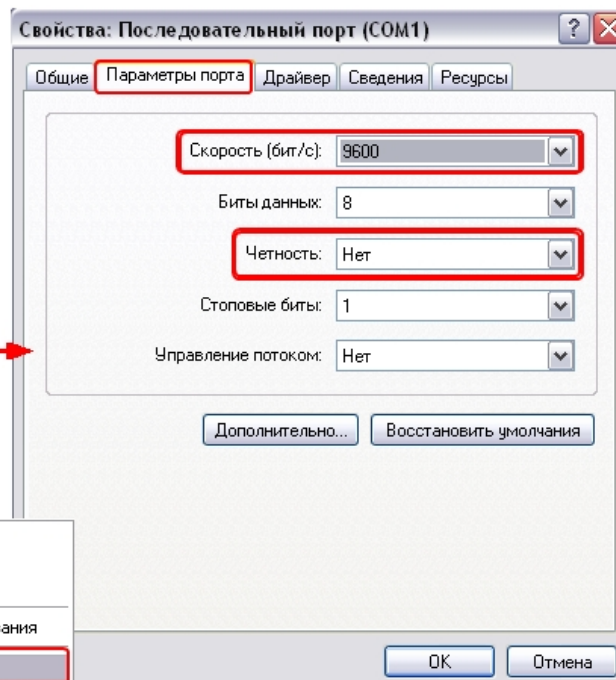 Свойства: Последовательный порт (COM1)
Общие Параметры порта Драйвер Сведения Ресурсы
Скорость (бит/с): 9600
Биты данных: 8
Четность: Нет
Стоповые биты: 1
Управление потоком: Нет
Дополнительно... Восстановить умолчания
OK Отмена